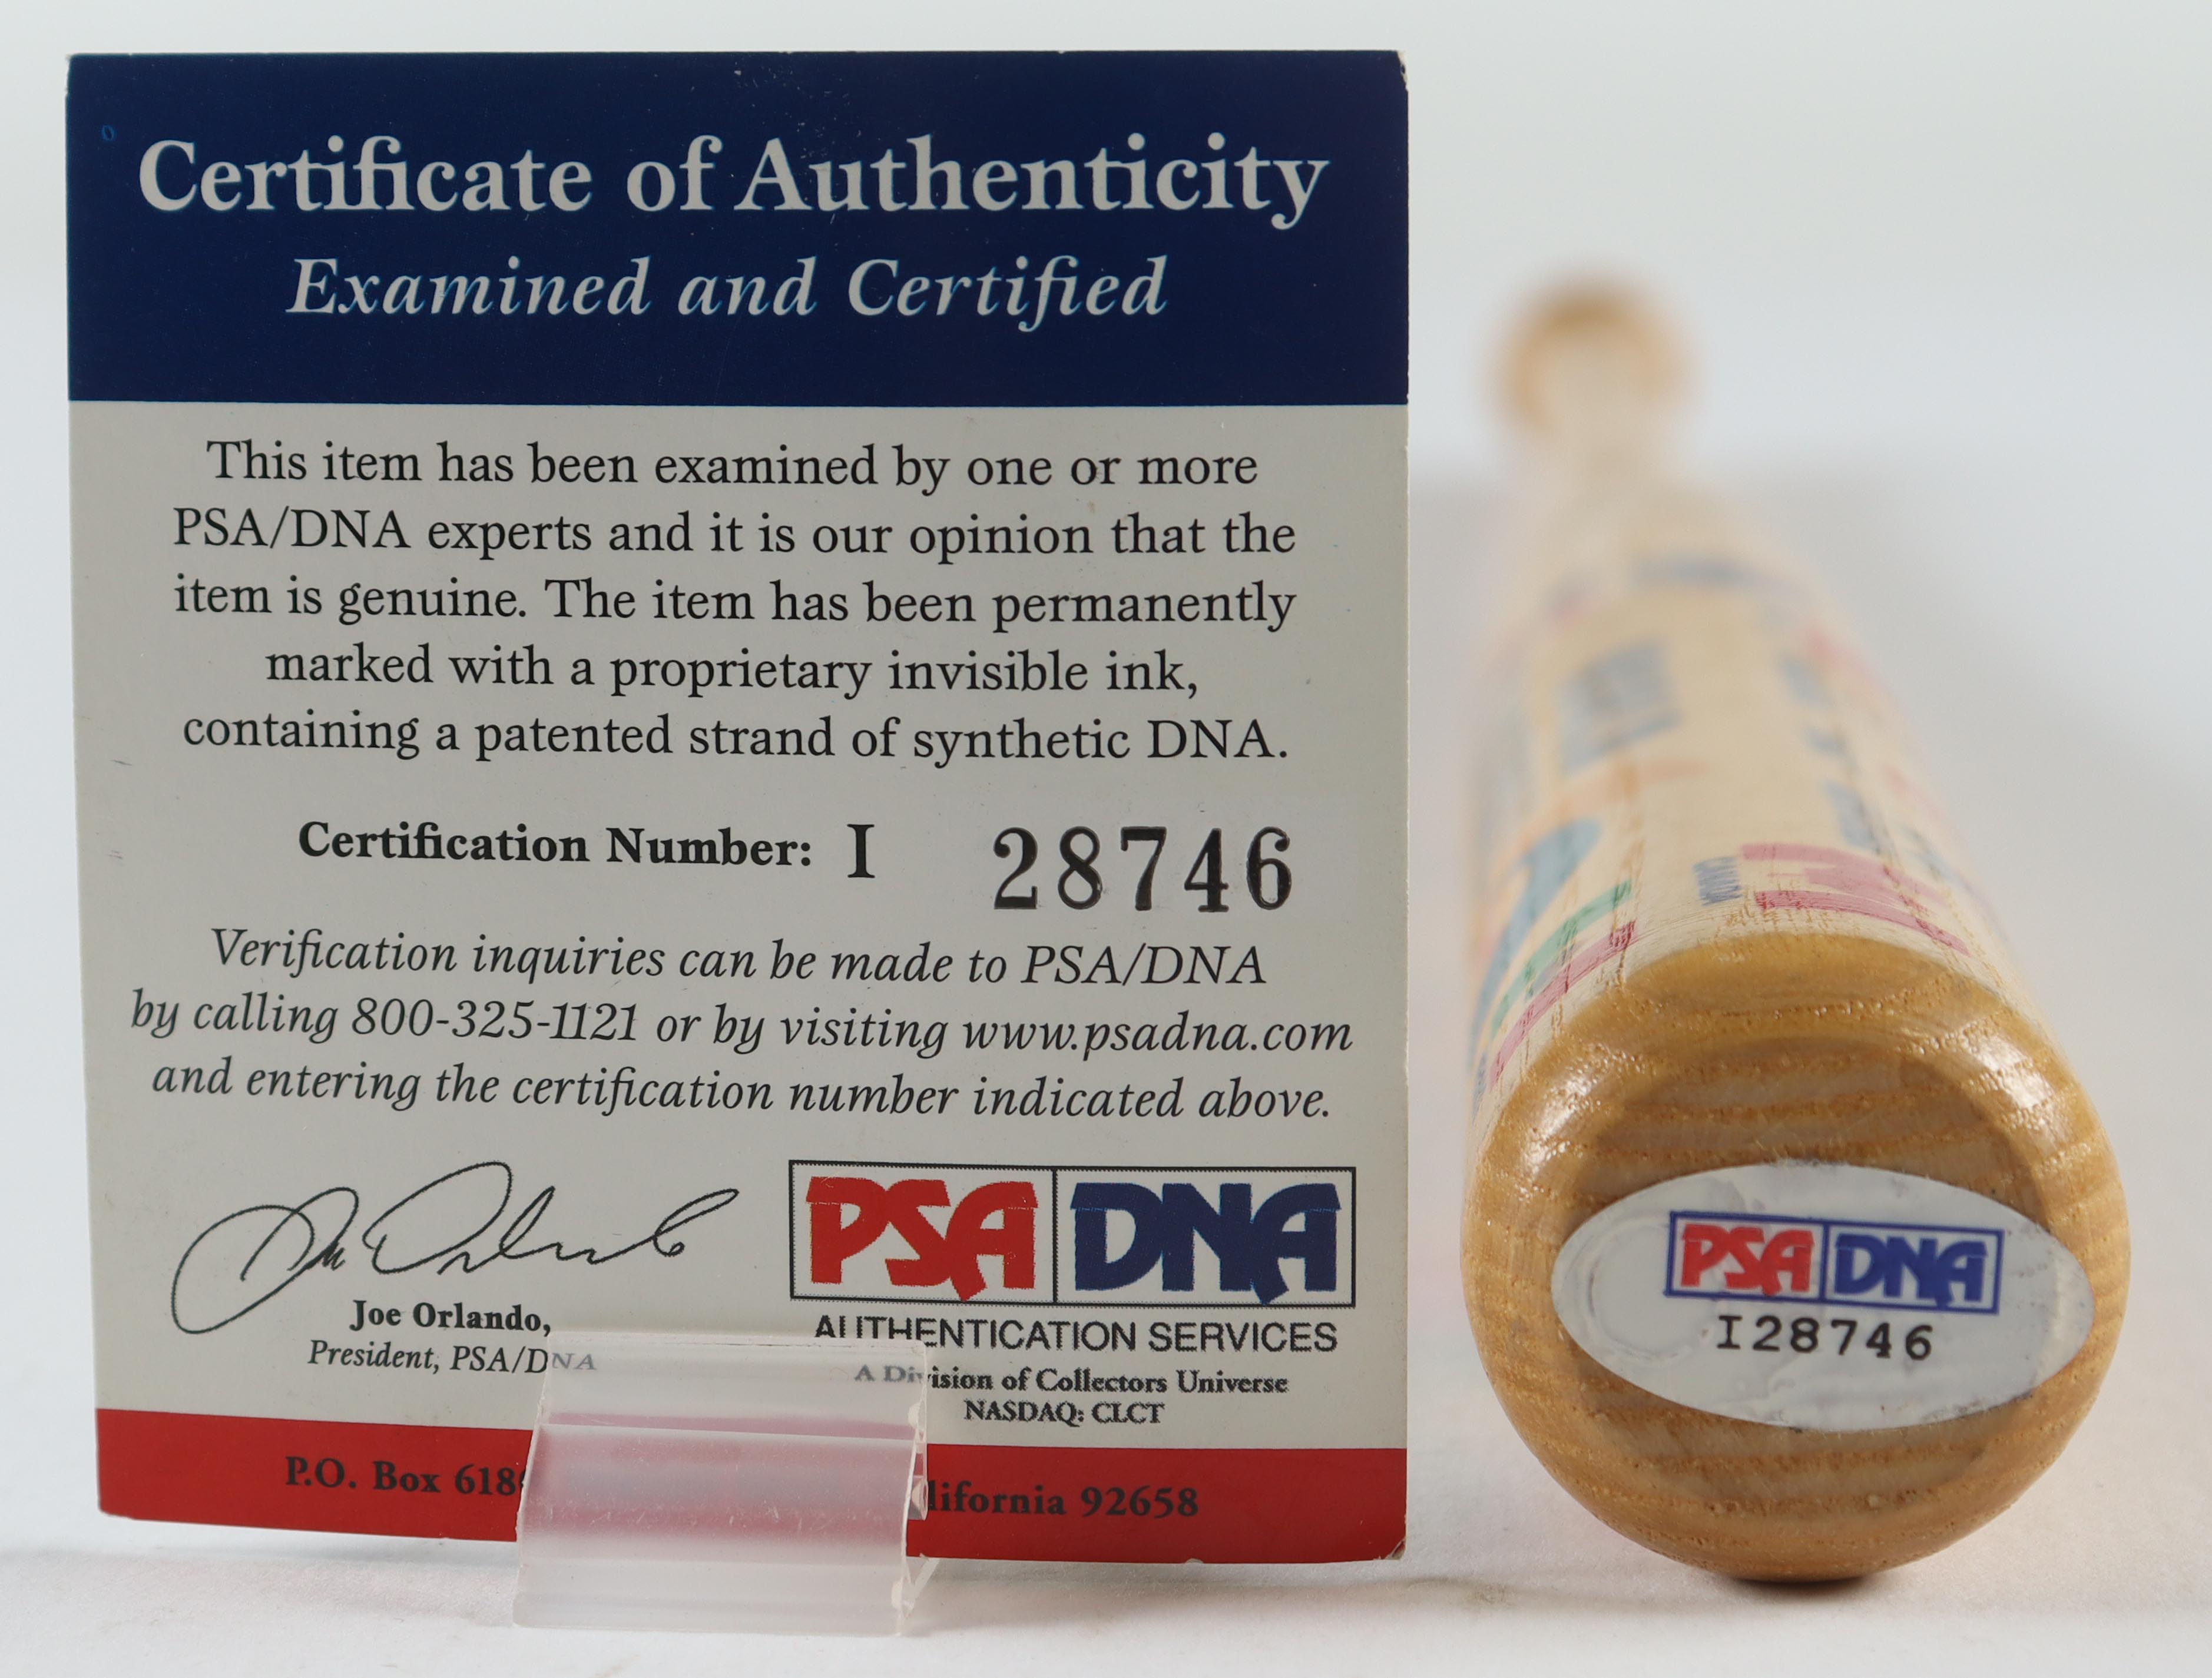 Certificate of Authenticity
Examined and Certified
This item has been examined by one or more
PSA/DNA experts and it is our opinion that the
item is genuine. The item has been permanently
marked with a proprietary invisible ink,
containing a patented strand of synthetic DNA.
Certification Number: I 28746
Verification inquiries can be made to PSA/DNA
by calling 800-325-1121 or by visiting www.psadna.com
and entering the certification number indicated above.
Joe Orlando,
President, PSA/DNA
PSA DNA
AUTHENTICATION SERVICES
A Division of Collectors Universe
NASDAQ: CLCT
P.O. Box 92658
PSA DNA
I28746